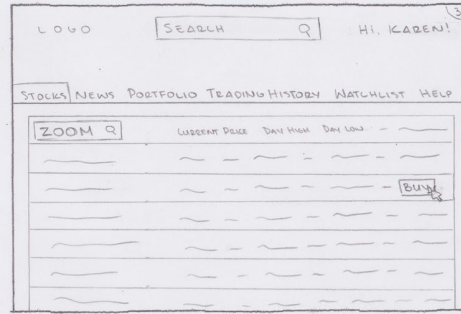 3
LOGO SEARCH HI, KAREN!
STOCKS NEWS PORTFOLIO TRADING HISTORY WATCHLIST HELP
ZOOM CURRENT PRICE DAY HIGH DAY LOW
BUY